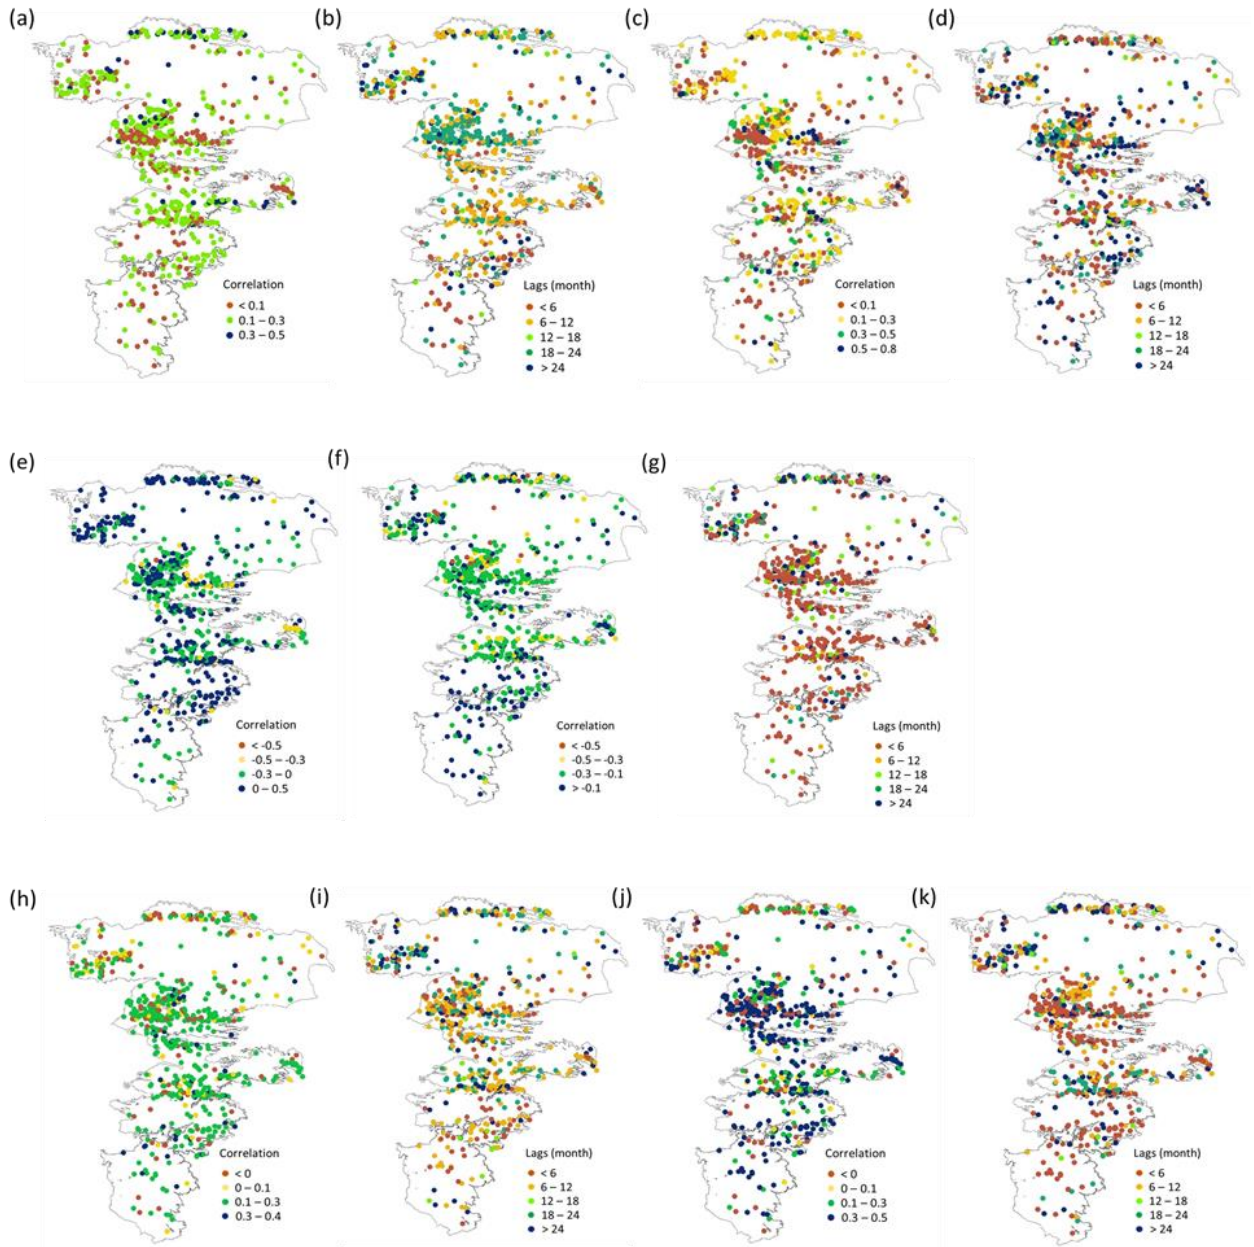 (a)
(b)
(c)
(d)
Correlation
< 0.1
0.1 – 0.3
0.3 – 0.5
Lags (month)
< 6
6 – 12
12 – 18
18 – 24
> 24
Correlation
< 0.1
0.1 – 0.3
0.3 – 0.5
0.5 – 0.8
Lags (month)
< 6
6 – 12
12 – 18
18 – 24
> 24
(e)
(f)
(g)
Correlation
< -0.5
-0.5 – -0.3
-0.3 – 0
0 – 0.5
Correlation
< -0.5
-0.5 – -0.3
-0.3 – -0.1
> -0.1
Lags (month)
< 6
6 – 12
12 – 18
18 – 24
> 24
(h)
(i)
(j)
(k)
Correlation
< 0
0 – 0.1
0.1 – 0.3
0.3 – 0.4
Lags (month)
< 6
6 – 12
12 – 18
18 – 24
> 24
Correlation
< 0
0 – 0.1
0.1 – 0.3
0.3 – 0.5
Lags (month)
< 6
6 – 12
12 – 18
18 – 24
> 24